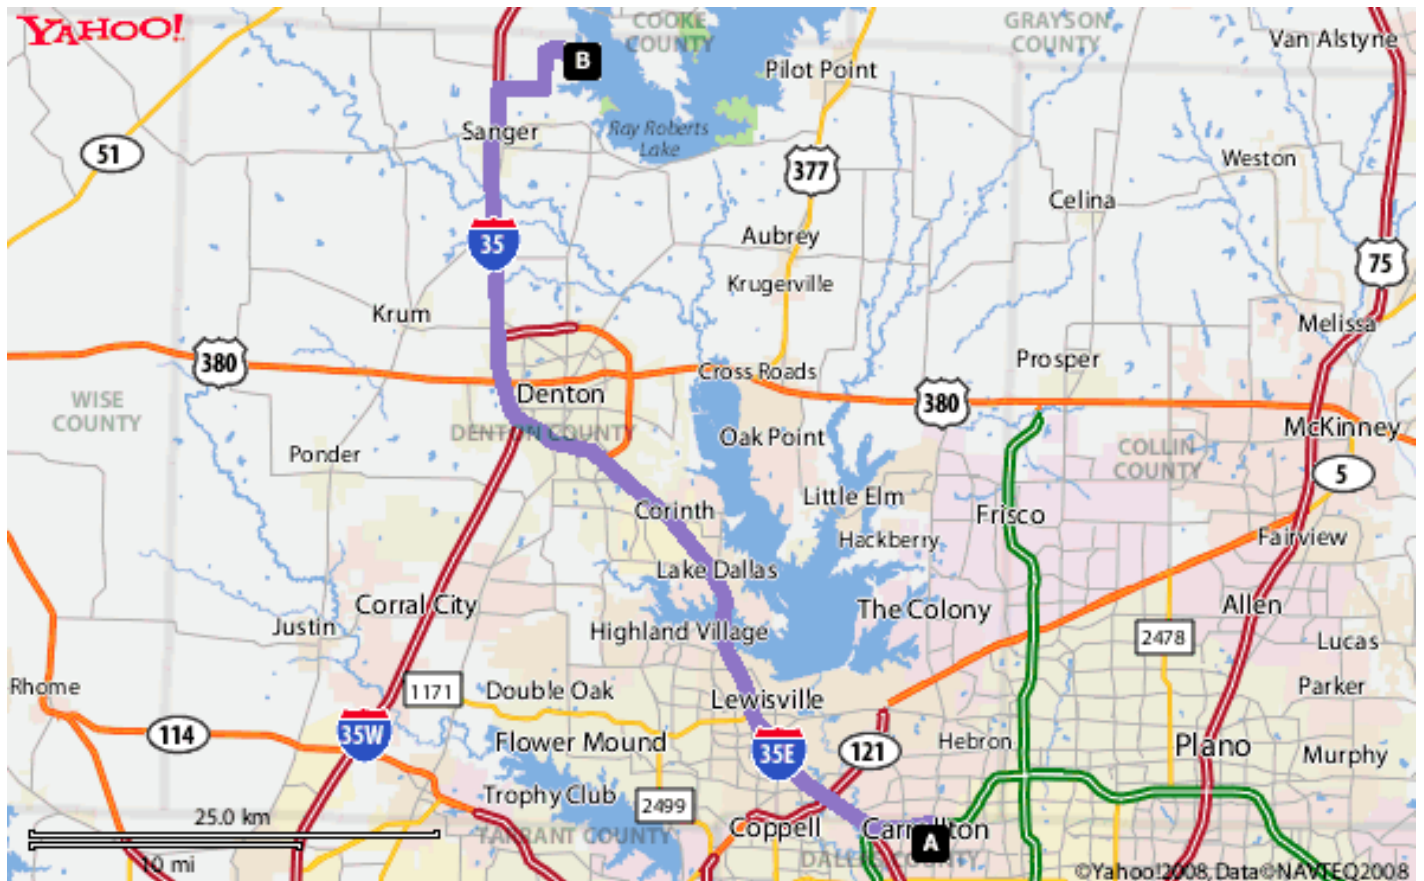 YAHOO!
COOKE
COUNTY
GRAYSON
COUNTY
Van Alstyne
B
Pilot Point
Sanger
Ray Roberts
Lake
51
377
Weston
Celina
35
Aubrey
75
Krugerville
Krum
Melissa
380
Prosper
Cross Roads
WISE
COUNTY
Denton
380
DENTON COUNTY
Oak Point
McKinney
COLLIN
COUNTY
Ponder
5
Little Elm
Corinth
Frisco
Hackberry
Fairview
Lake Dallas
Corral City
The Colony
Allen
Justin
Highland Village
2478
Lucas
Rhome
1171
Double Oak
Lewisville
Parker
114
35W
Flower Mound
35E
121
Hebron
Plano
Murphy
Trophy Club
2499
25.0 km
TARRANT COUNTY
Coppell
Carrollton
A
10 mi
DALLAS COUNTY
©Yahoo!2008, Data©NAVTEQ2008